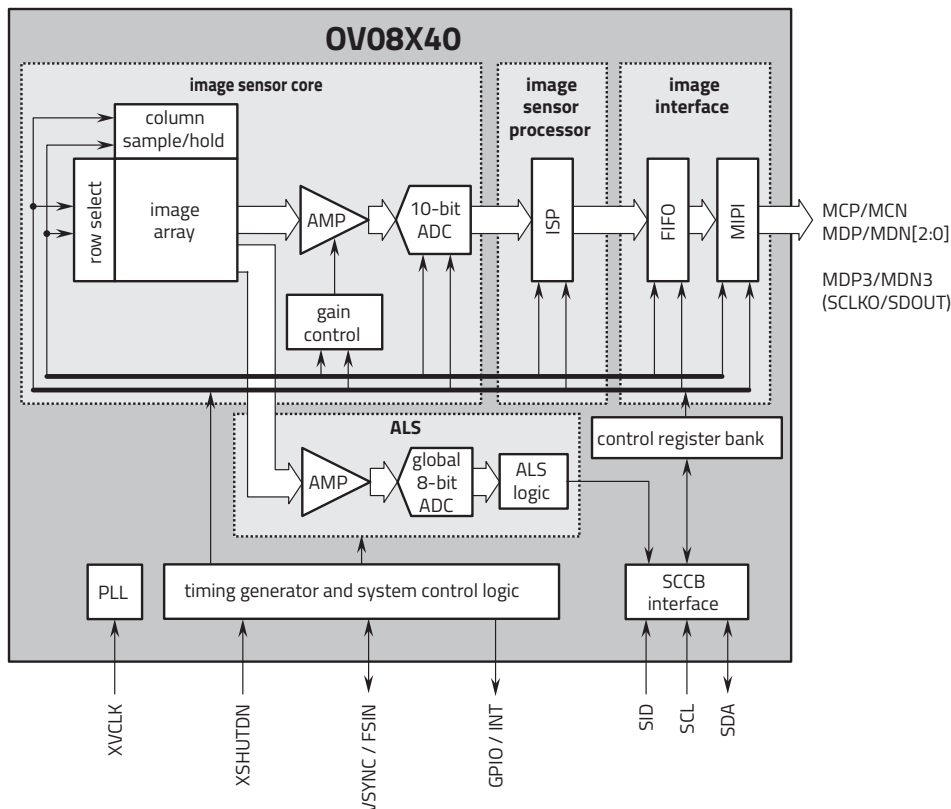 OV08X40
image sensor core
image
sensor
processor
image
interface
column
sample/hold
row select
image
array
AMP
10-bit
ADC
ISP
FIFO
MIPI
MCP/MCN
MDP/MDN[2:0]
MDP3/MDN3
(SCLKO/SDOUT)
gain
control
ALS
control register bank
AMP
global
8-bit
ADC
ALS
logic
PLL
timing generator and system control logic
SCCB
interface
XVCLK
XSHUTDN
VSYNC / FSIN
GPIO / INT
SID
SCL
SDA